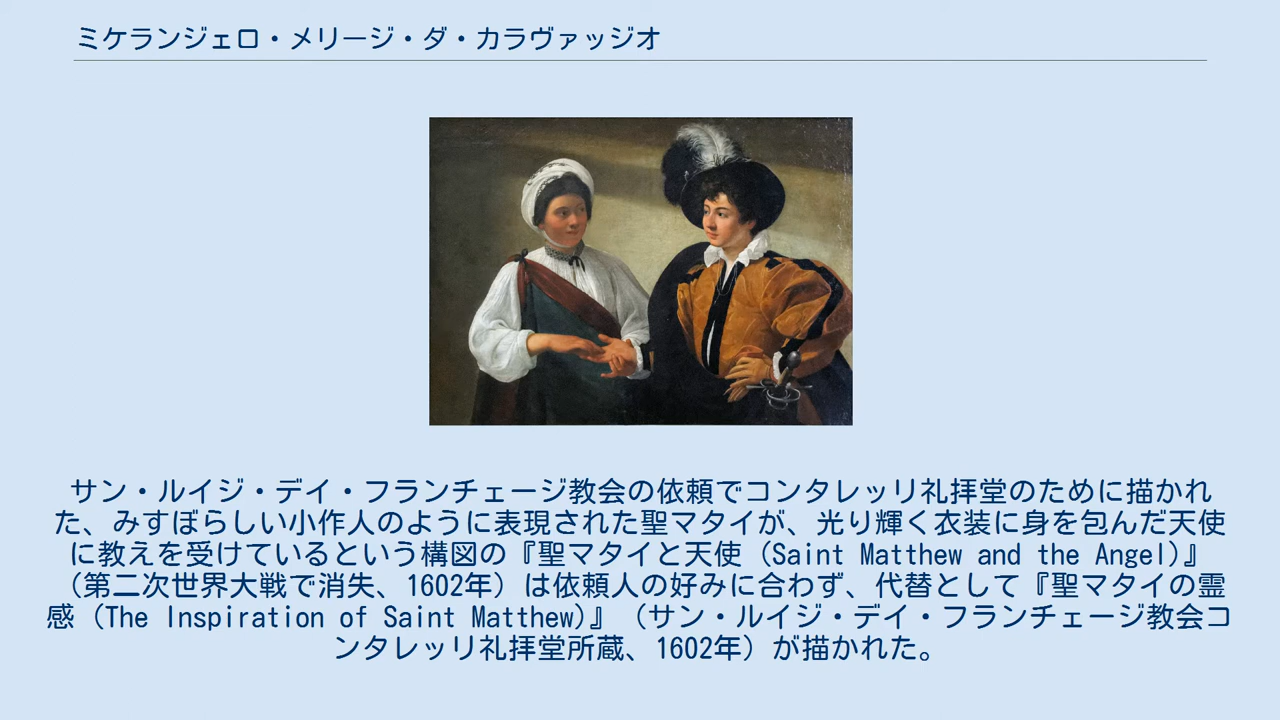 ミケランジェロ・メリージ・ダ・カラヴァッジオ
サン・ルイジ・デイ・フランチェージ教会の依頼でコンタレッリ礼拝堂のために描かれ
た、みすぼらしい小作人のように表現された聖マタイが、光り輝く衣装に身を包んだ天使
に教えを受けているという構図の『聖マタイと天使（Saint Matthew and the Angel)』
（第二次世界大戦で消失、1602年）は依頼人の好みに合わず、代替として『聖マタイの霊
感（The Inspiration of Saint Matthew)』（サン・ルイジ・デイ・フランチェージ教会コ
ンタレッリ礼拝堂所蔵、1602年）が描かれた。